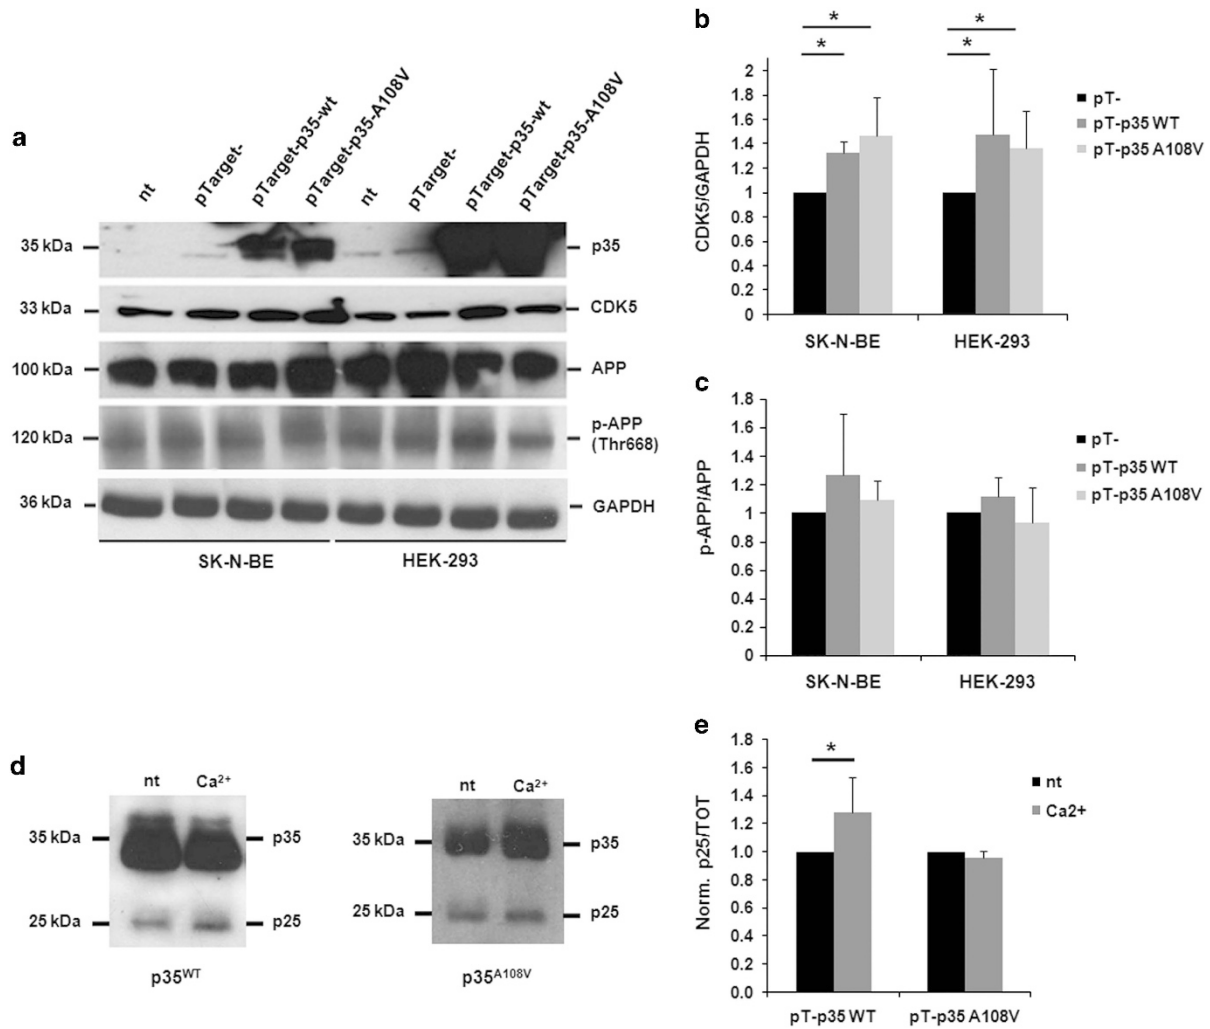 a
nt
pTarget-
pTarget-p35-wt
pTarget-p35-A108V
nt
pTarget-
pTarget-p35-wt
pTarget-p35-A108V
35 kDa
p35
33 kDa
CDK5
100 kDa
APP
120 kDa
p-APP
(Thr668)
36 kDa
GAPDH
SK-N-BE
HEK-293
b
*
*
*
*
2
1.8
1.6
1.4
1.2
1
0.8
0.6
0.4
0.2
0
CDK5/GAPDH
SK-N-BE
HEK-293
pT-
pT-p35 WT
pT-p35 A108V
c
1.8
1.6
1.4
1.2
1
0.8
0.6
0.4
0.2
0
p-APP/APP
SK-N-BE
HEK-293
pT-
pT-p35 WT
pT-p35 A108V
d
nt
Ca²⁺
35 kDa
p35
25 kDa
p25
p35ᵂᵀ
nt
Ca²⁺
35 kDa
p35
25 kDa
p25
p35ᴬ¹⁰⁸ⱽ
e
*
1.8
1.6
1.4
1.2
1.0
0.8
0.6
0.4
0.2
0.0
Norm. p25/TOT
pT-p35 WT
pT-p35 A108V
nt
Ca2+